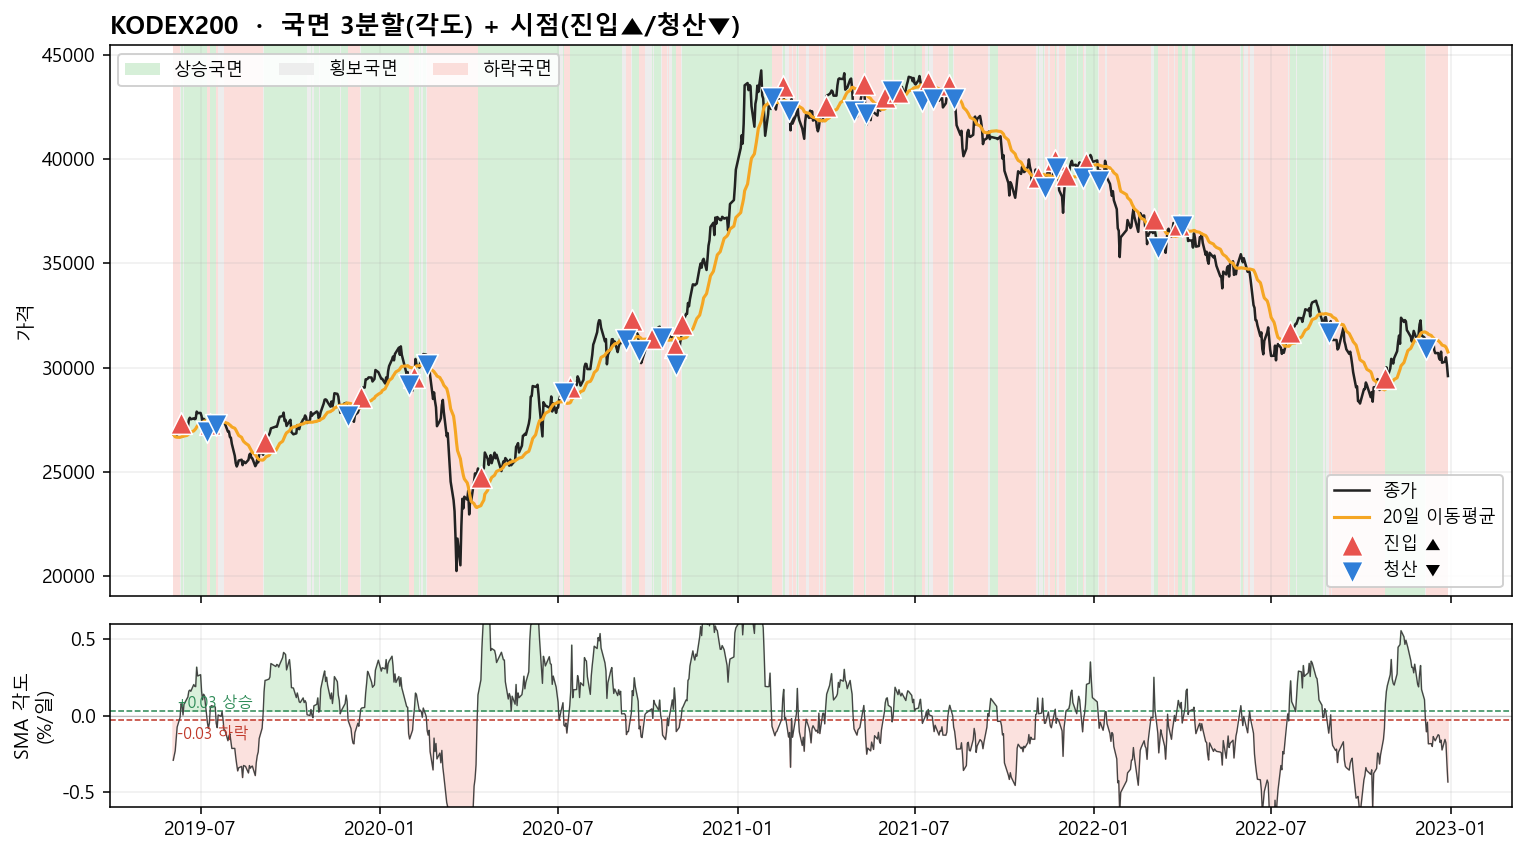 KODEX200 · 국면 3분할(각도) + 시점(진입▲/청산▼)
상승국면 횡보국면 하락국면
45000
40000
35000
30000
25000
20000
가격
종가
20일 이동평균
진입 ▲
청산 ▼
0.5
0.0
-0.5
SMA 각도
(%/일)
+0.03 상승
-0.03 하락
2019-07 2020-01 2020-07 2021-01 2021-07 2022-01 2022-07 2023-01